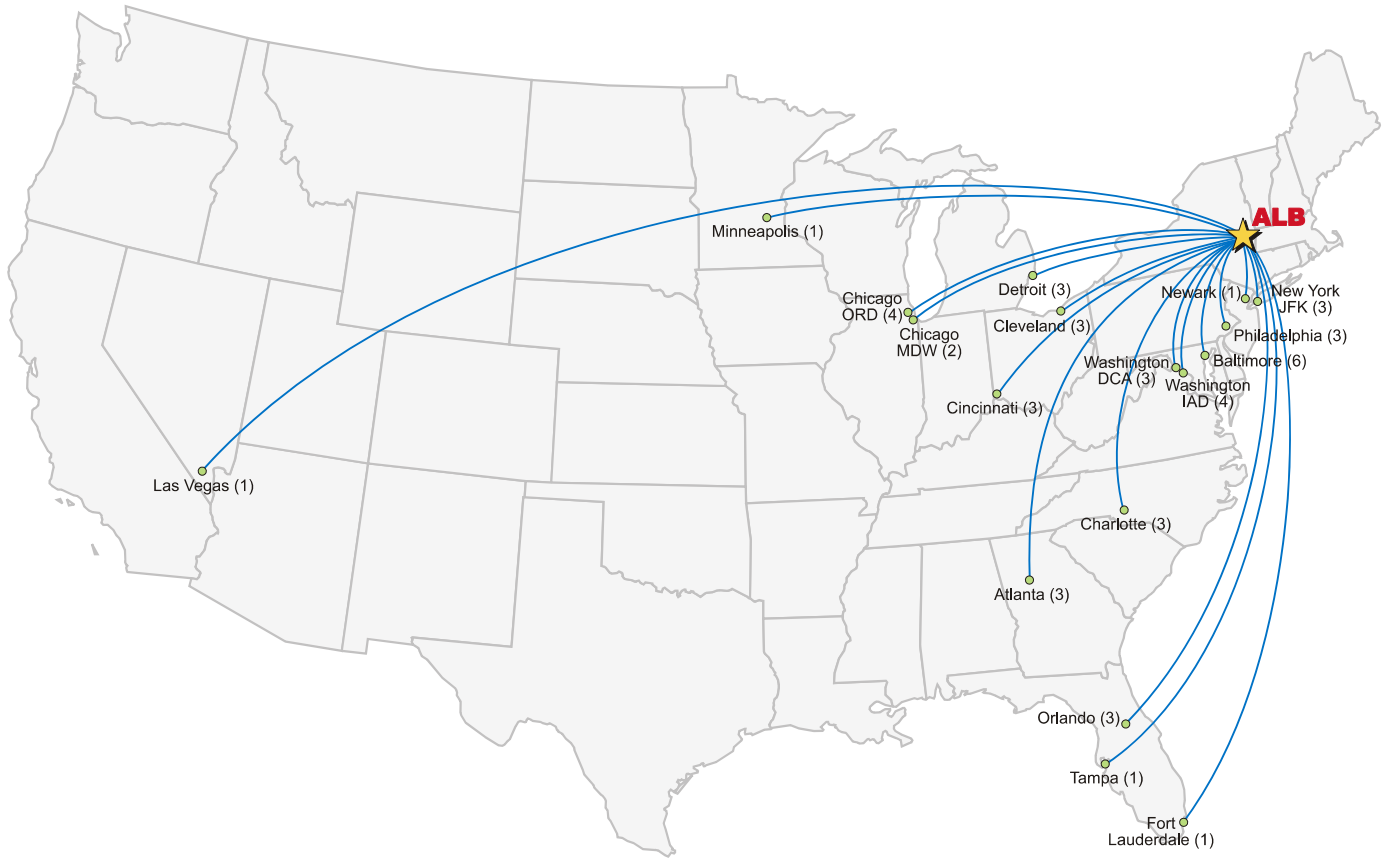 ALB
Minneapolis (1)
Detroit (3)
Chicago
ORD (4)
Chicago
MDW (2)
Cleveland (3)
Newark (1)
New York
JFK (3)
Philadelphia (3)
Baltimore (6)
Washington
DCA (3)
Washington
IAD (4)
Cincinnati (3)
Las Vegas (1)
Charlotte (3)
Atlanta (3)
Orlando (3)
Tampa (1)
Fort
Lauderdale (1)